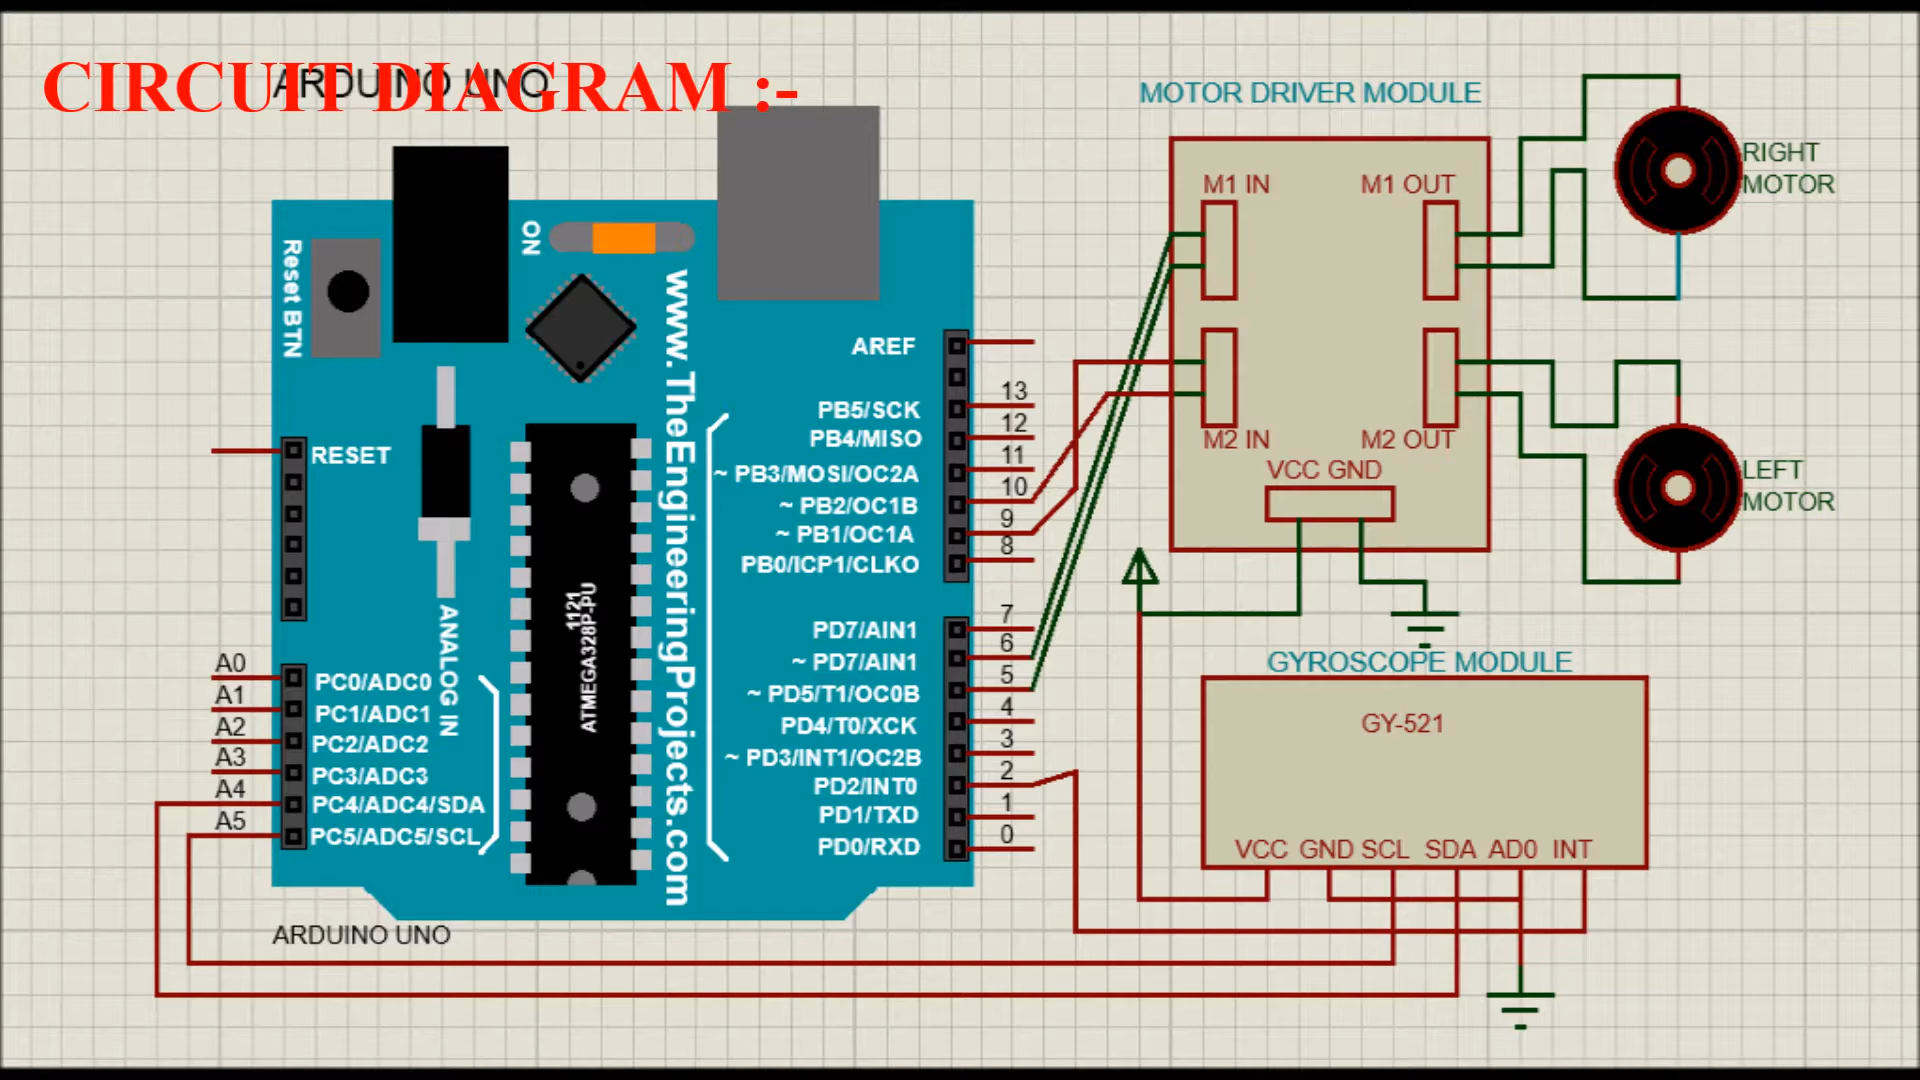 CIRCUIT DIAGRAM :-
ARDUINO UNO
Reset BTN
ON
www.TheEngineeringProjects.com
RESET
ANALOG IN
1121
ATMEGA328P-PU
A0
A1
A2
A3
A4
A5
PC0/ADC0
PC1/ADC1
PC2/ADC2
PC3/ADC3
PC4/ADC4/SDA
PC5/ADC5/SCL
AREF
PB5/SCK
PB4/MISO
~ PB3/MOSI/OC2A
~ PB2/OC1B
~ PB1/OC1A
PB0/ICP1/CLKO
13
12
11
10
9
8
PD7/AIN1
~ PD7/AIN1
~ PD5/T1/OC0B
PD4/T0/XCK
~ PD3/INT1/OC2B
PD2/INT0
PD1/TXD
PD0/RXD
7
6
5
4
3
2
1
0
ARDUINO UNO
MOTOR DRIVER MODULE
M1 IN M1 OUT
M2 IN M2 OUT
VCC GND
RIGHT
MOTOR
LEFT
MOTOR
GYROSCOPE MODULE
GY-521
VCC GND SCL SDA AD0 INT